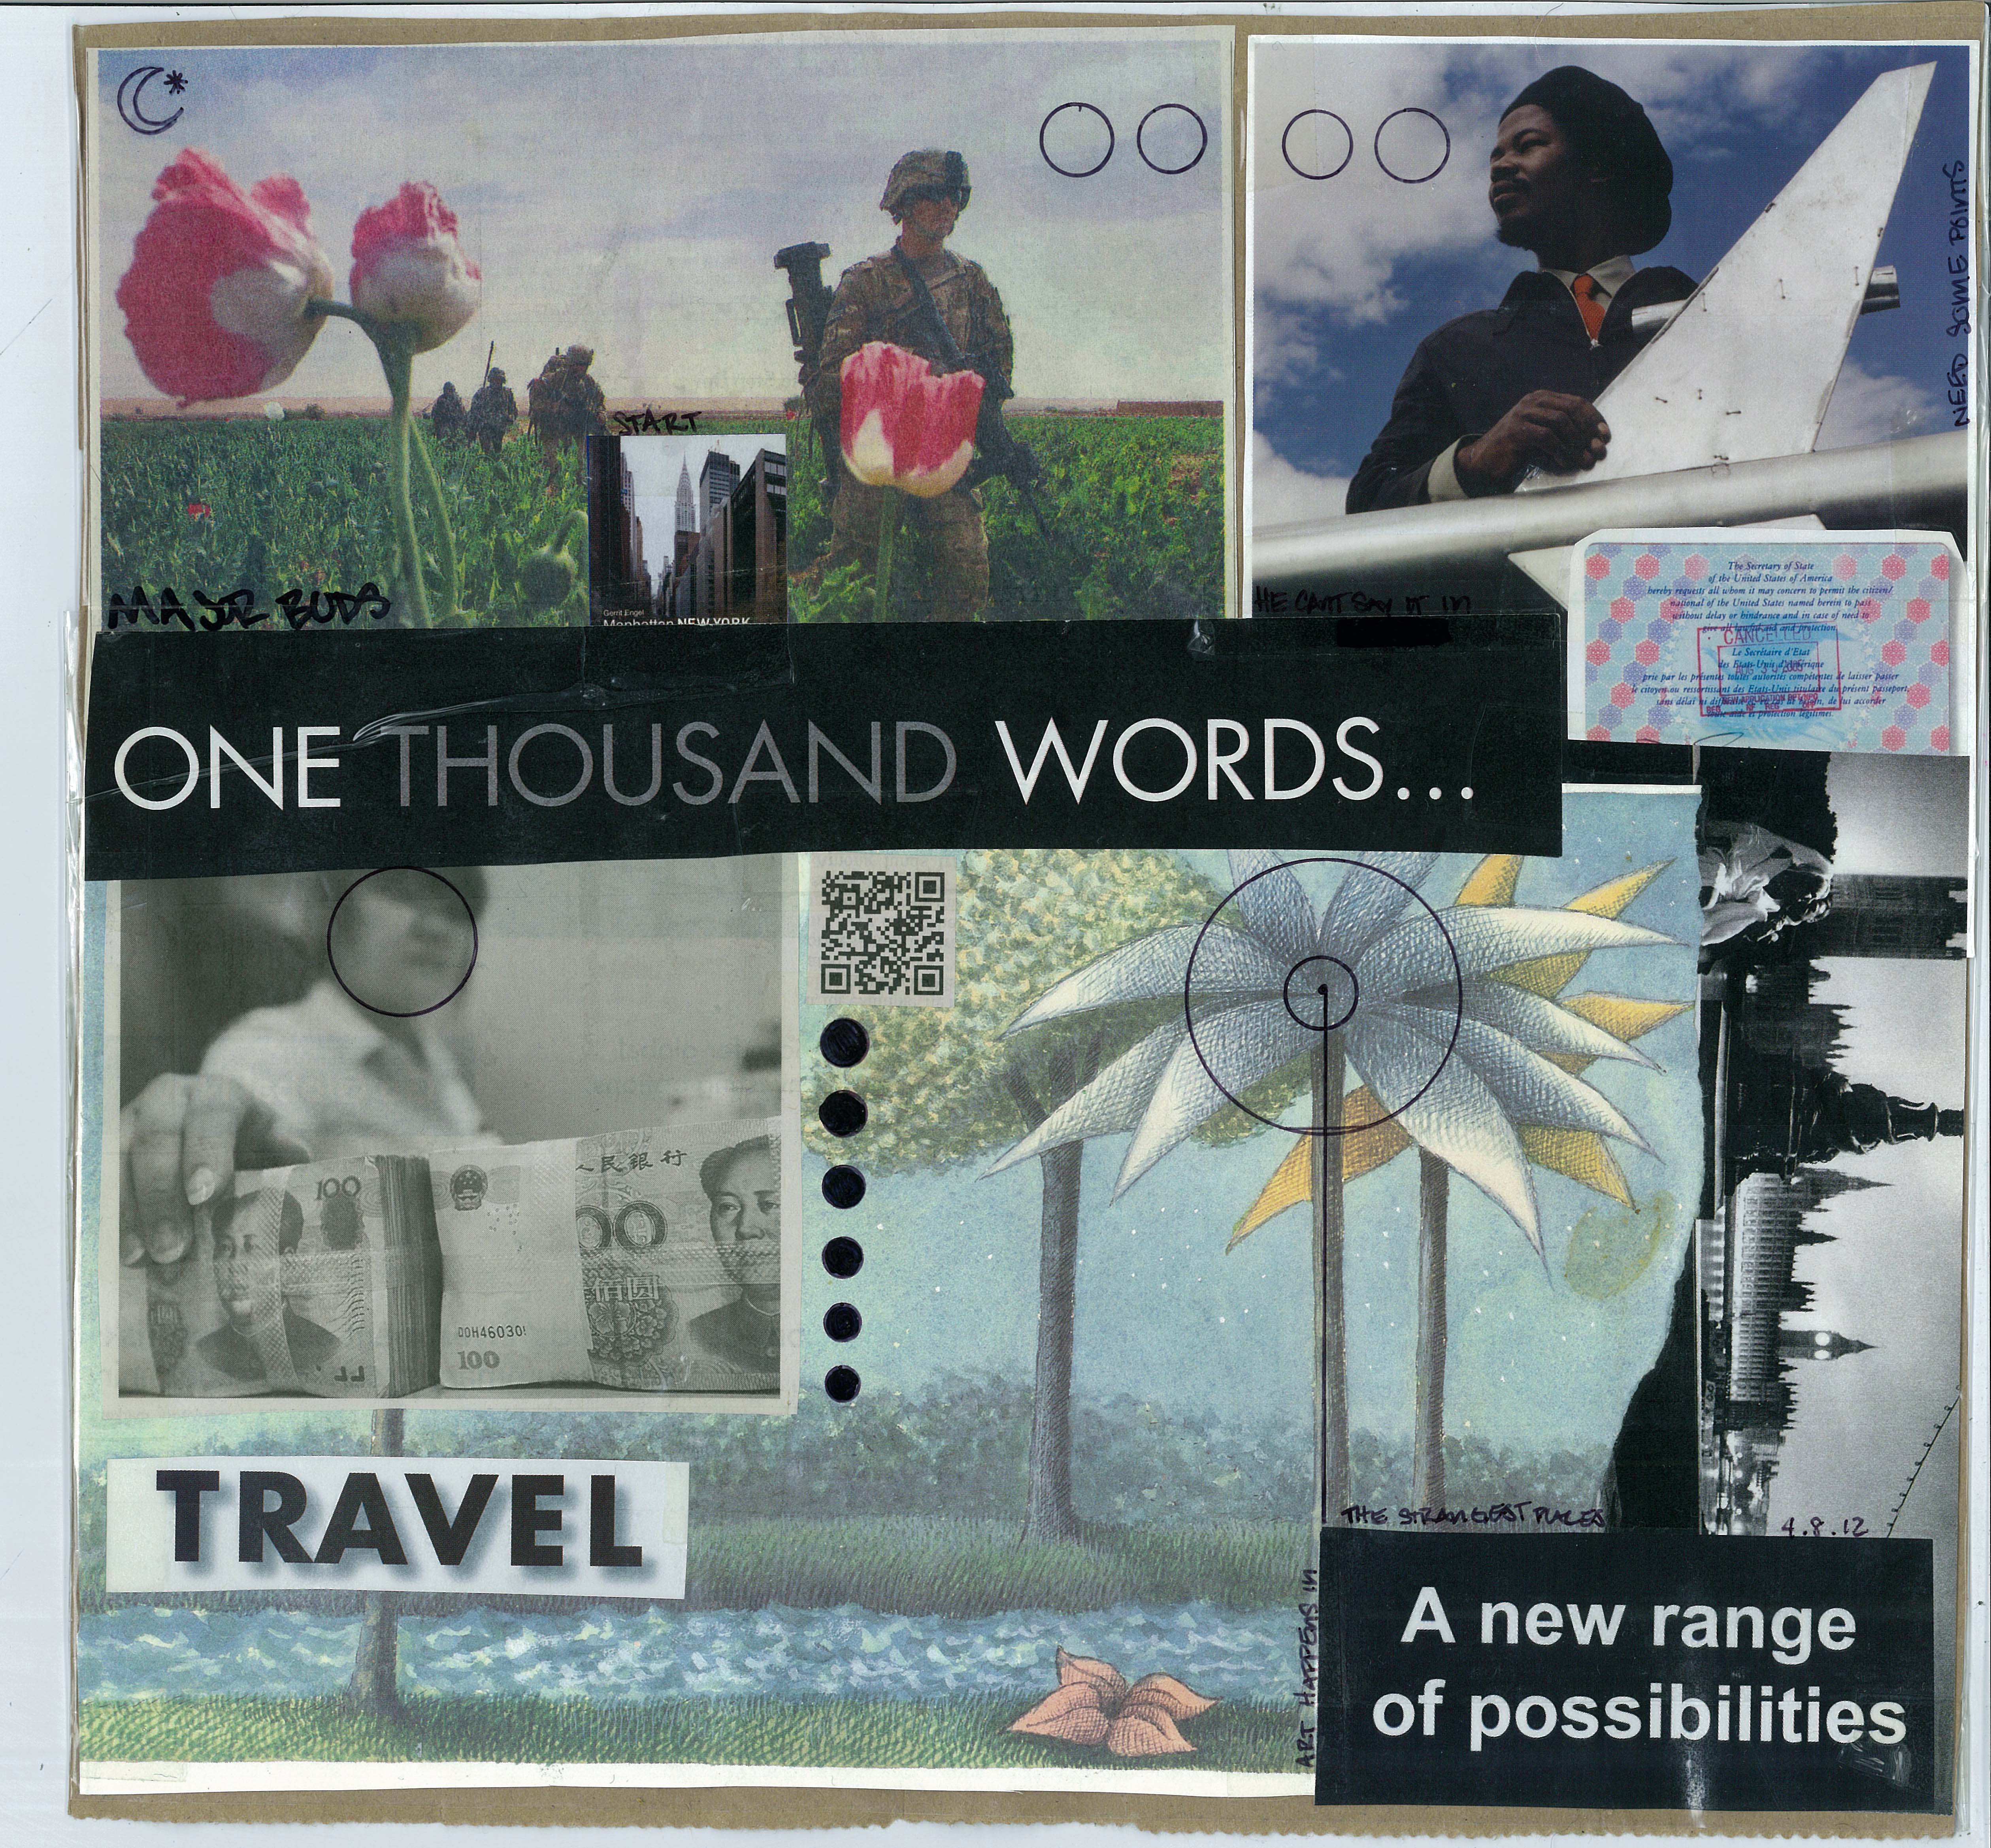 START
NEED SOME POINTS
MAJR BUDS
Gerrit Engel
Manhattan NEW YORK
HE CAN'T SAY IT IN
The Secretary of State
of the United States of America
hereby requests all whom it may concern to permit the citizen/
national of the United States named herein to pass
without delay or hindrance and in case of need to
give all lawful aid and protection.
CANCELLED
Le Secrétaire d'Etat
des Etats-Unis d'Amérique
prie par les présentes toutes autorités compétentes de laisser passer
le citoyen ou ressortissant des Etats-Unis titulaire du présent passeport,
sans délai ni difficulté et, en cas de besoin, de lui accorder
toute aide et protection légitimes.
ONE THOUSAND WORDS...
人民銀行
100
00
佰圆
DOH46030
100
TRAVEL
THE STRANGEST PLACES
4.8.12
ART HAPPENS IN
A new range
of possibilities